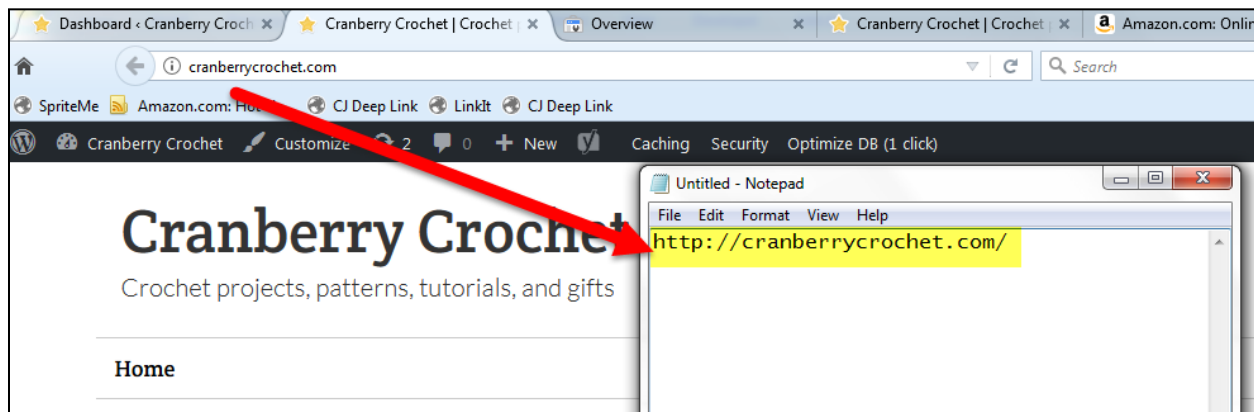 Dashboard ‹ Cranberry Croch
Cranberry Crochet | Crochet
Overview
Cranberry Crochet | Crochet
Amazon.com: Onlin
cranberrycrochet.com
Search
SpriteMe Amazon.com: CJ Deep Link LinkIt CJ Deep Link
Cranberry Crochet Customize 2 0 New Caching Security Optimize DB (1 click)
Untitled - Notepad
File Edit Format View Help
http://cranberrycrochet.com/
Cranberry Crochet
Crochet projects, patterns, tutorials, and gifts
Home